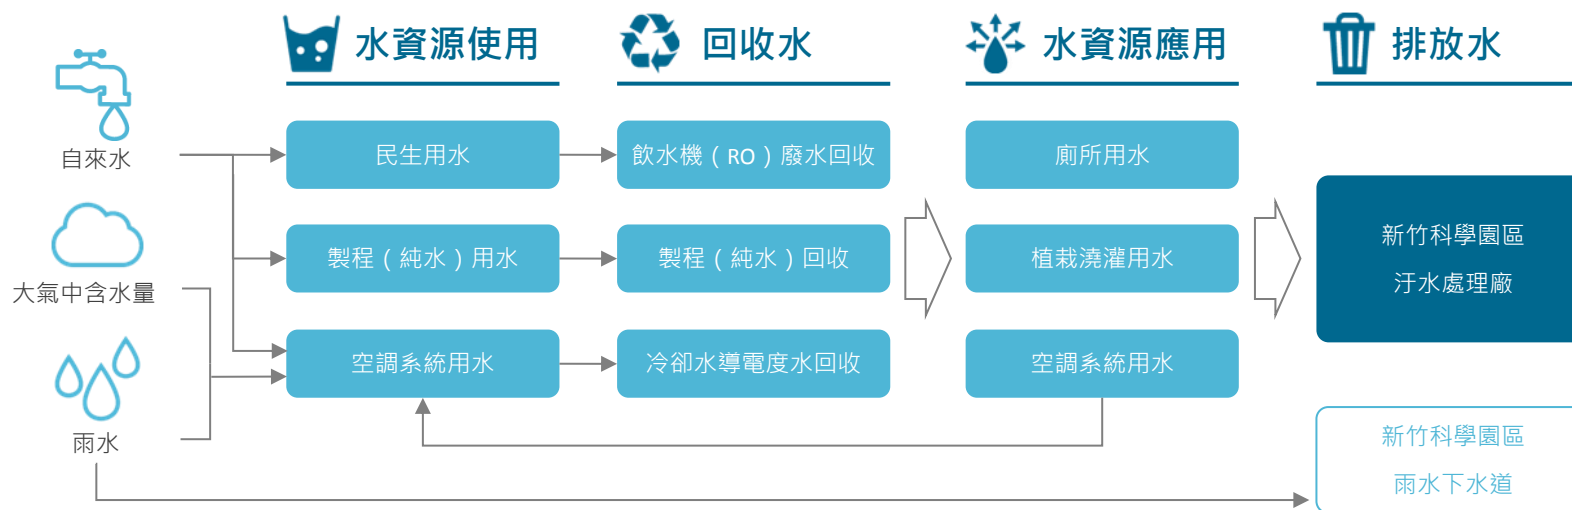 水資源使用
回收水
水資源應用
排放水
自來水
民生用水
飲水機（RO）廢水回收
廁所用水
大氣中含水量
製程（純水）用水
製程（純水）回收
植栽澆灌用水
新竹科學園區
汙水處理廠
雨水
空調系統用水
冷卻水導電度水回收
空調系統用水
新竹科學園區
雨水下水道